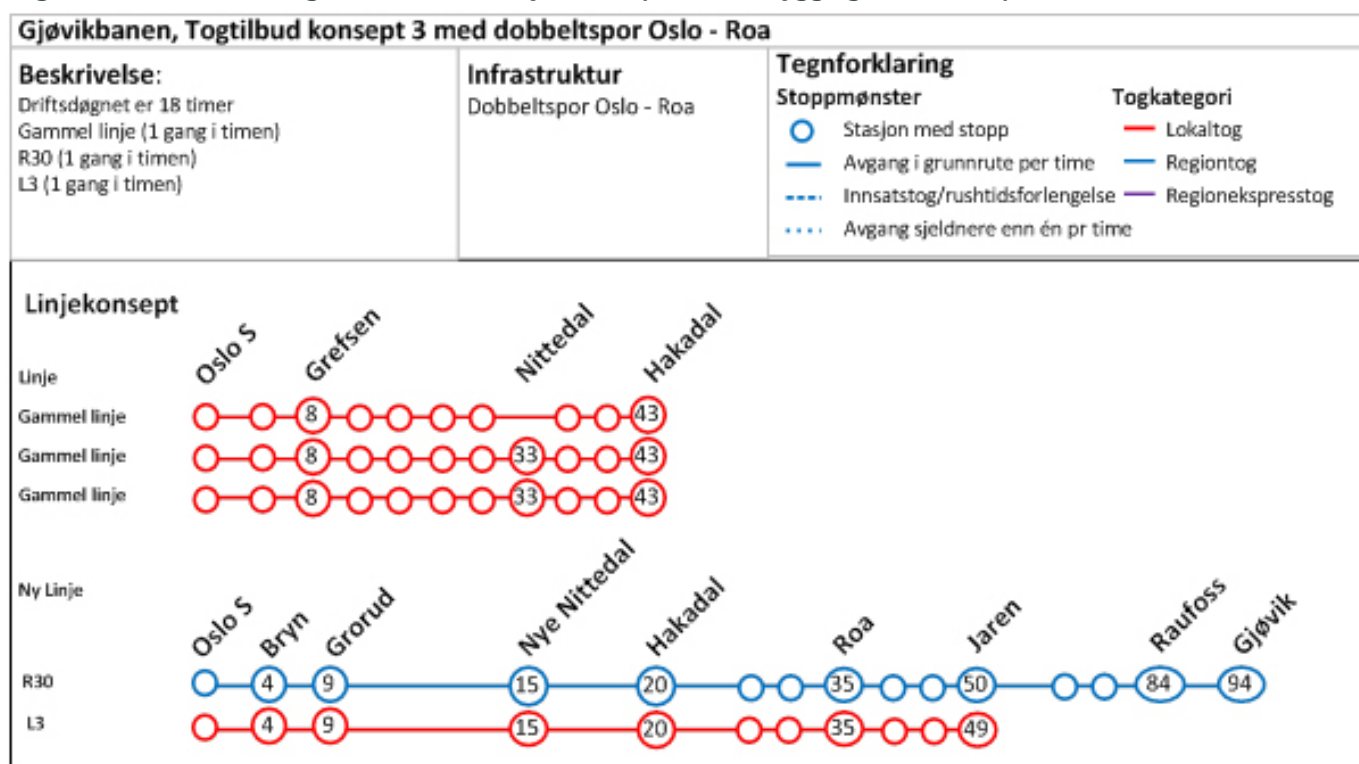 Gjøvikbanen, Togtilbud konsept 3 med dobbeltspor Oslo - Roa
Beskrivelse:
Driftsdøgnet er 18 timer
Gammel linje (1 gang i timen)
R30 (1 gang i timen)
L3 (1 gang i timen)
Infrastruktur
Dobbeltspor Oslo - Roa
Tegnforklaring
Stoppmønster Togkategori
Stasjon med stopp Lokaltog
Avgang i grunnrute per time Regiontog
Innsatstog/rushtidsforlengelse Regionekspresstog
Avgang sjeldnere enn én pr time
Linjekonsept
Linje Oslo S Grefsen Nittedal Hakadal
Gammel linje 8 43
Gammel linje 8 33 43
Gammel linje 8 33 43
Ny Linje Oslo S Bryn Grorud Nye Nittedal Hakadal Roa Jaren Raufoss Gjøvik
R30 4 9 15 20 35 50 84 94
L3 4 9 15 20 35 49